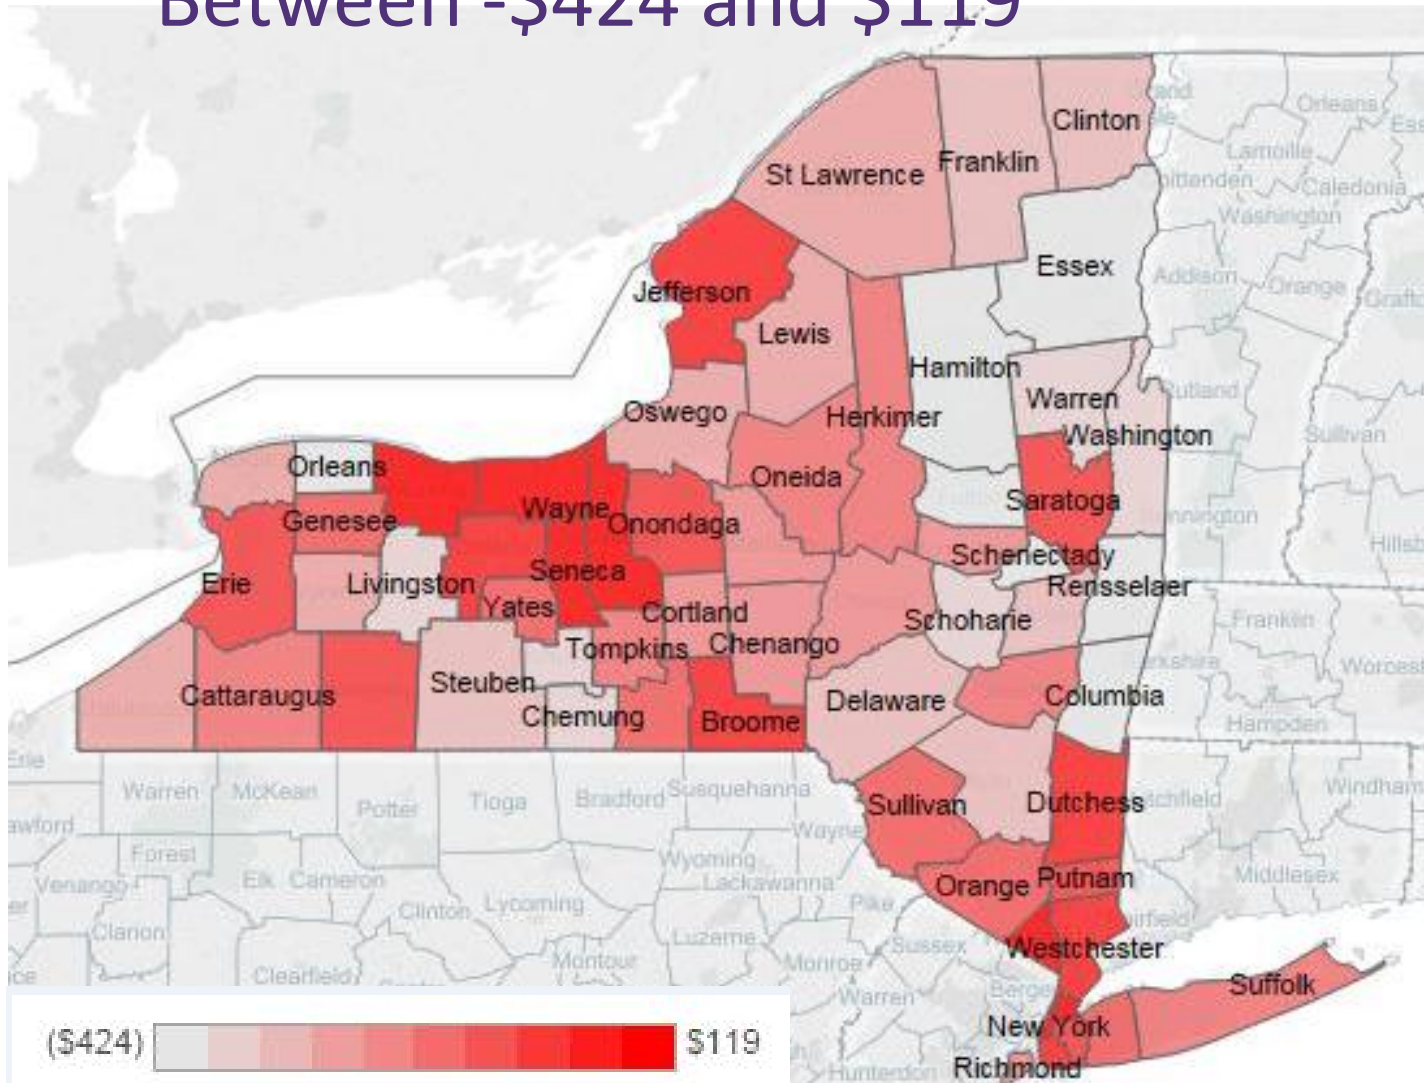 Between -$424 and $119
Clinton
Franklin
St Lawrence
Orleans
Lamoille
Caledonia
Washington
Essex
Addison
Orange
Jefferson
Lewis
Hamilton
Warren
Rutland
Oswego
Herkimer
Washington
Sullivan
Orleans
Oneida
Saratoga
Wayne
Genesee
Onondaga
Schenectady
Seneca
Rensselaer
Erie
Livingston
Yates
Cortland
Schoharie
Franklin
Tompkins
Chenango
Steuben
Cattaraugus
Delaware
Columbia
Chemung
Broome
Hampden
Erie
Warren
McKean
Potter
Tioga
Bradford
Susquehanna
Sullivan
Dutchess
Windham
Wayne
Forest
Wyoming
Lackawanna
Venango
Elk
Cameron
Orange
Putnam
Middlesex
Clinton
Lycoming
Pike
Clarion
Luzerne
Sussex
Westchester
Clearfield
Montour
Monroe
Suffolk
Warren
New York
Richmond
Hunterdon
($424)
$119